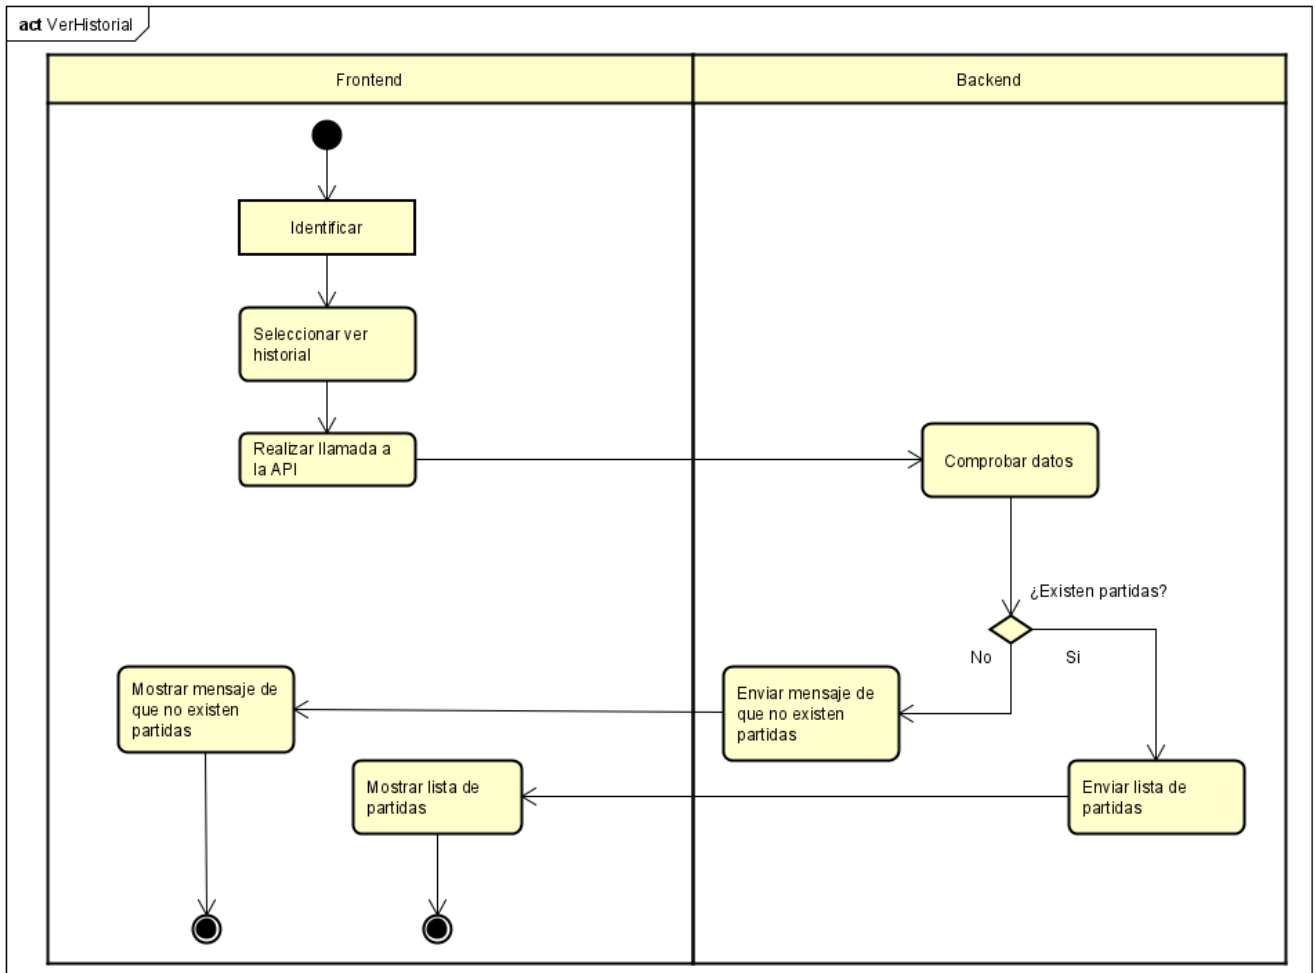 act VerHistorial
Frontend
Backend
Identificar
Seleccionar ver
historial
Realizar llamada a
la API
Comprobar datos
¿Existen partidas?
No
Si
Mostrar mensaje de
que no existen
partidas
Enviar mensaje de
que no existen
partidas
Mostrar lista de
partidas
Enviar lista de
partidas